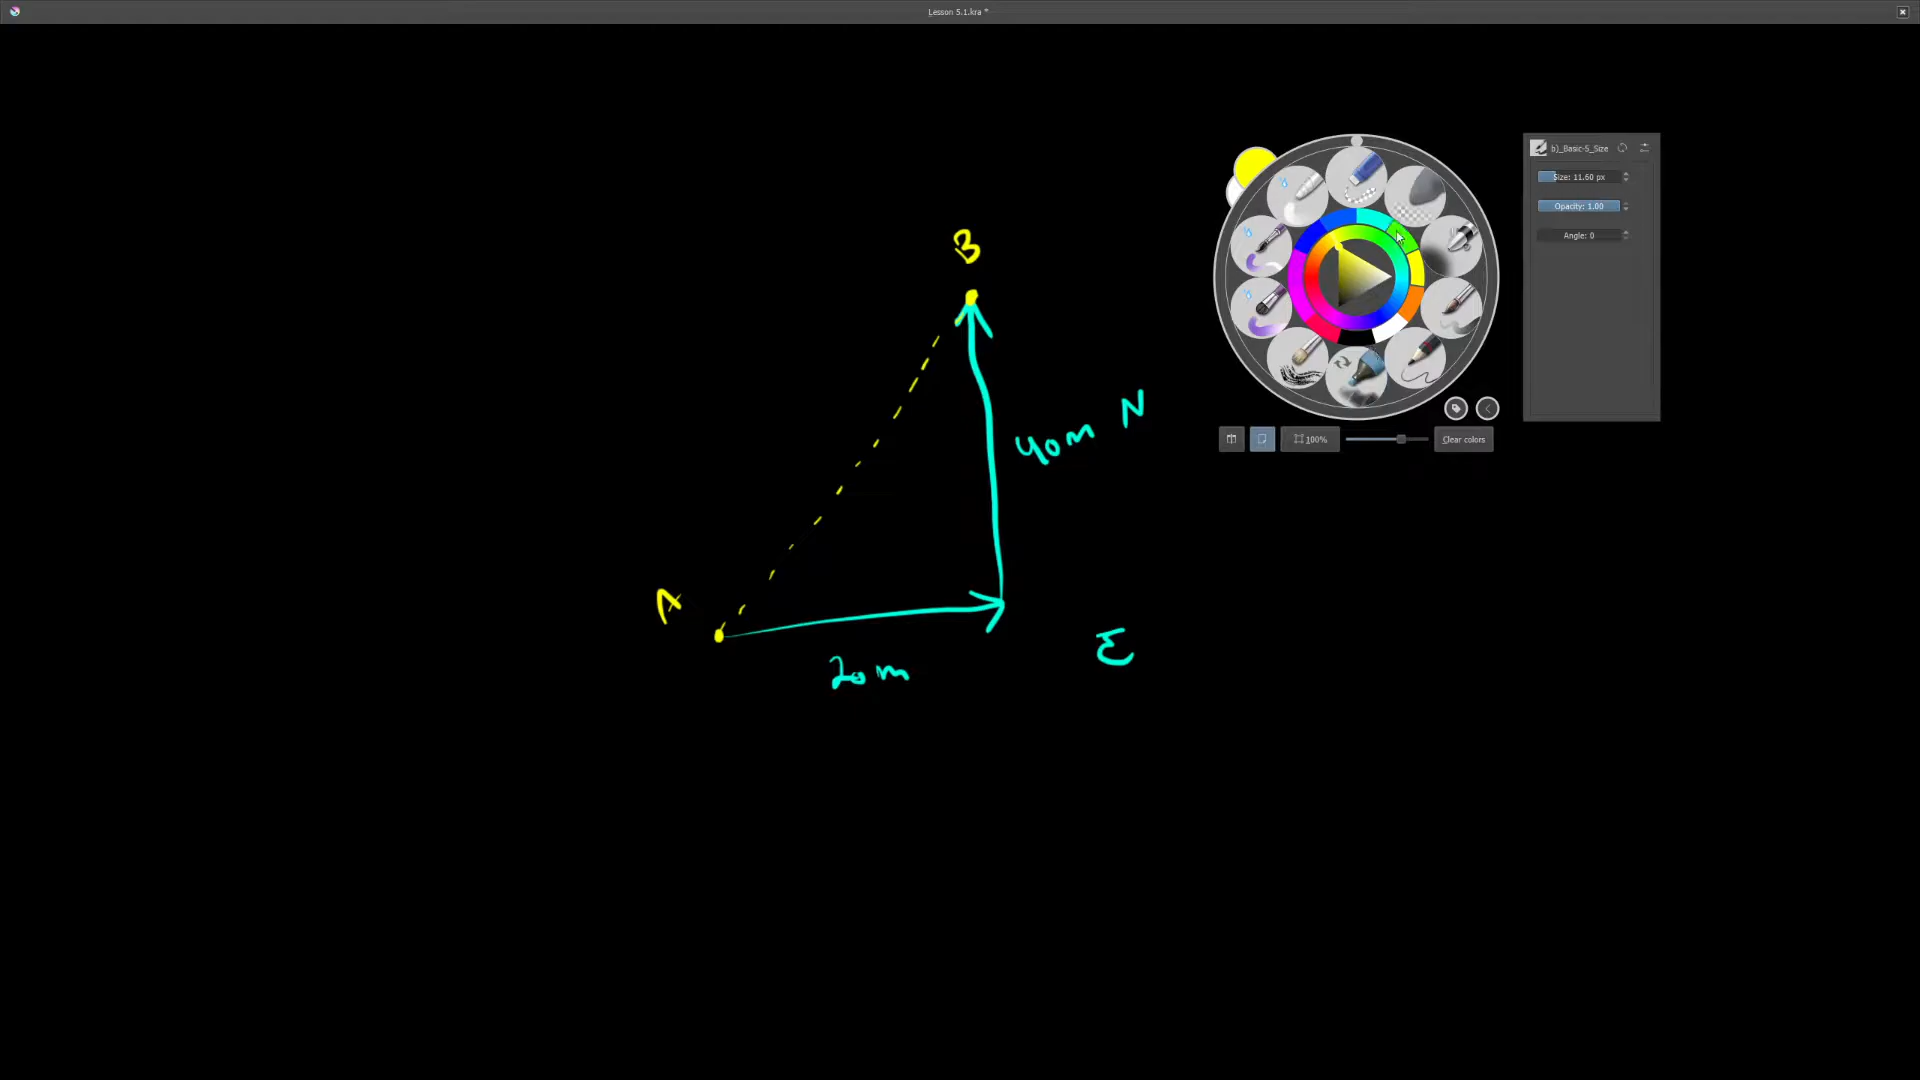 Lesson 5.1.kra *
b)_Basic-5_Size
Size: 11.60 px
Opacity: 1.00
Angle: 0
B
40m N
100%
Clear colors
A
20m
E